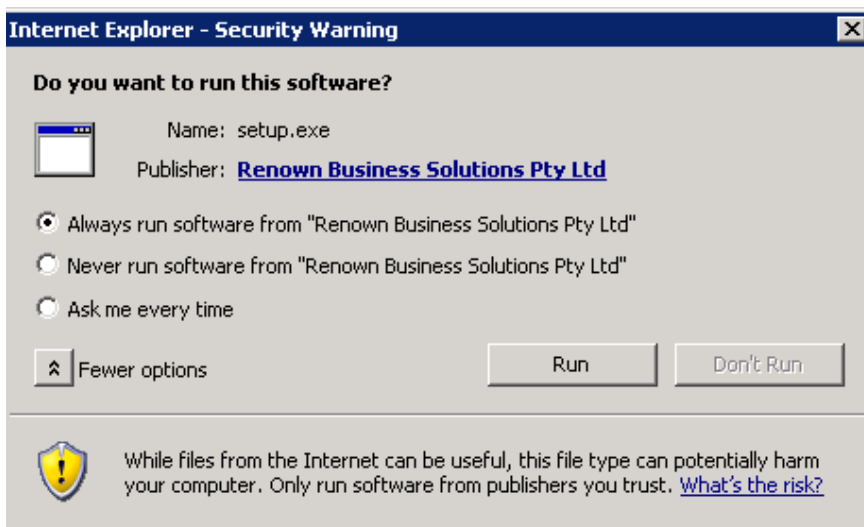 Internet Explorer - Security Warning
Do you want to run this software?
Name: setup.exe
Publisher: Renown Business Solutions Pty Ltd
Always run software from "Renown Business Solutions Pty Ltd"
Never run software from "Renown Business Solutions Pty Ltd"
Ask me every time
Fewer options
Run
Don't Run
While files from the Internet can be useful, this file type can potentially harm
your computer. Only run software from publishers you trust. What's the risk?